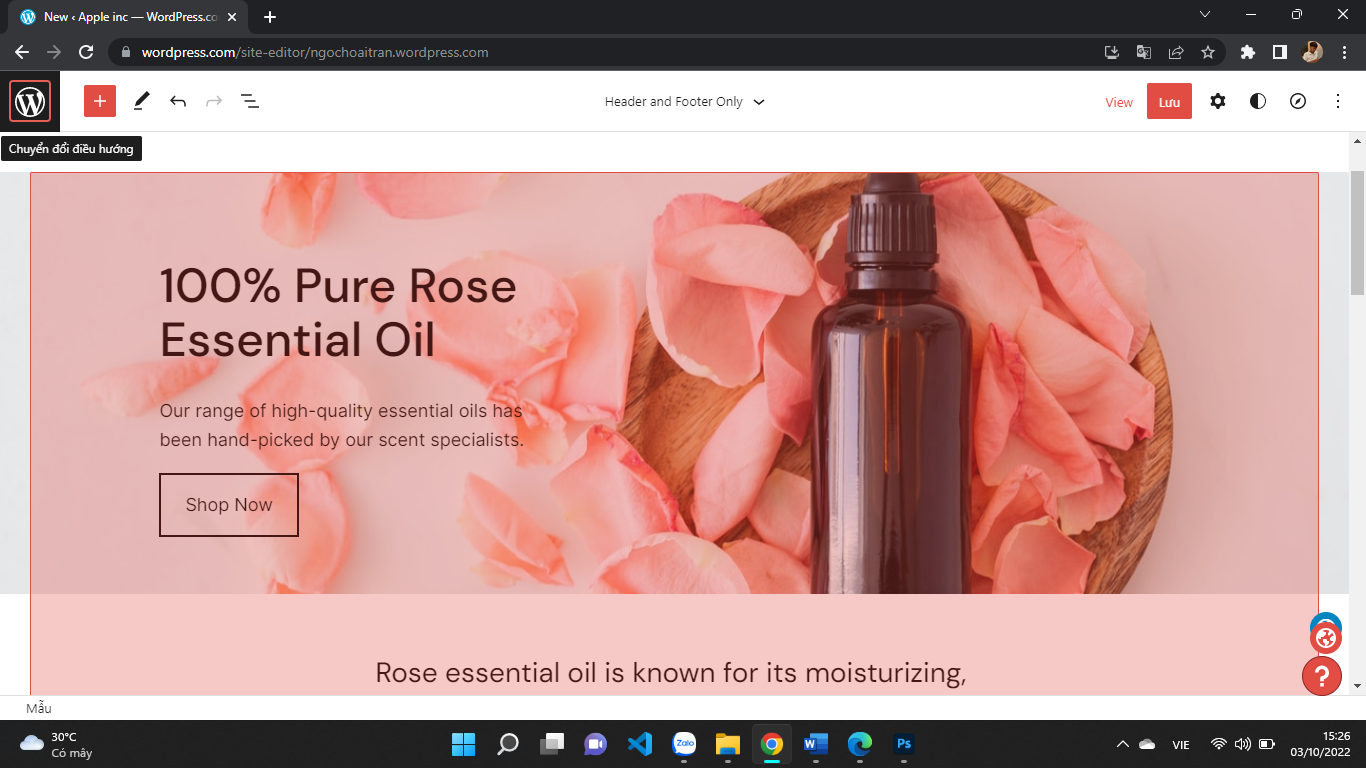 New ‹ Apple inc — WordPress.co
wordpress.com/site-editor/ngochoaitran.wordpress.com
Header and Footer Only
View
Lưu
Chuyển đổi điều hướng
100% Pure Rose
Essential Oil
Our range of high-quality essential oils has
been hand-picked by our scent specialists.
Shop Now
Rose essential oil is known for its moisturizing,
?
Mẫu
30°C
Có mây
Zalo
W
Ps
VIE
15:26
03/10/2022